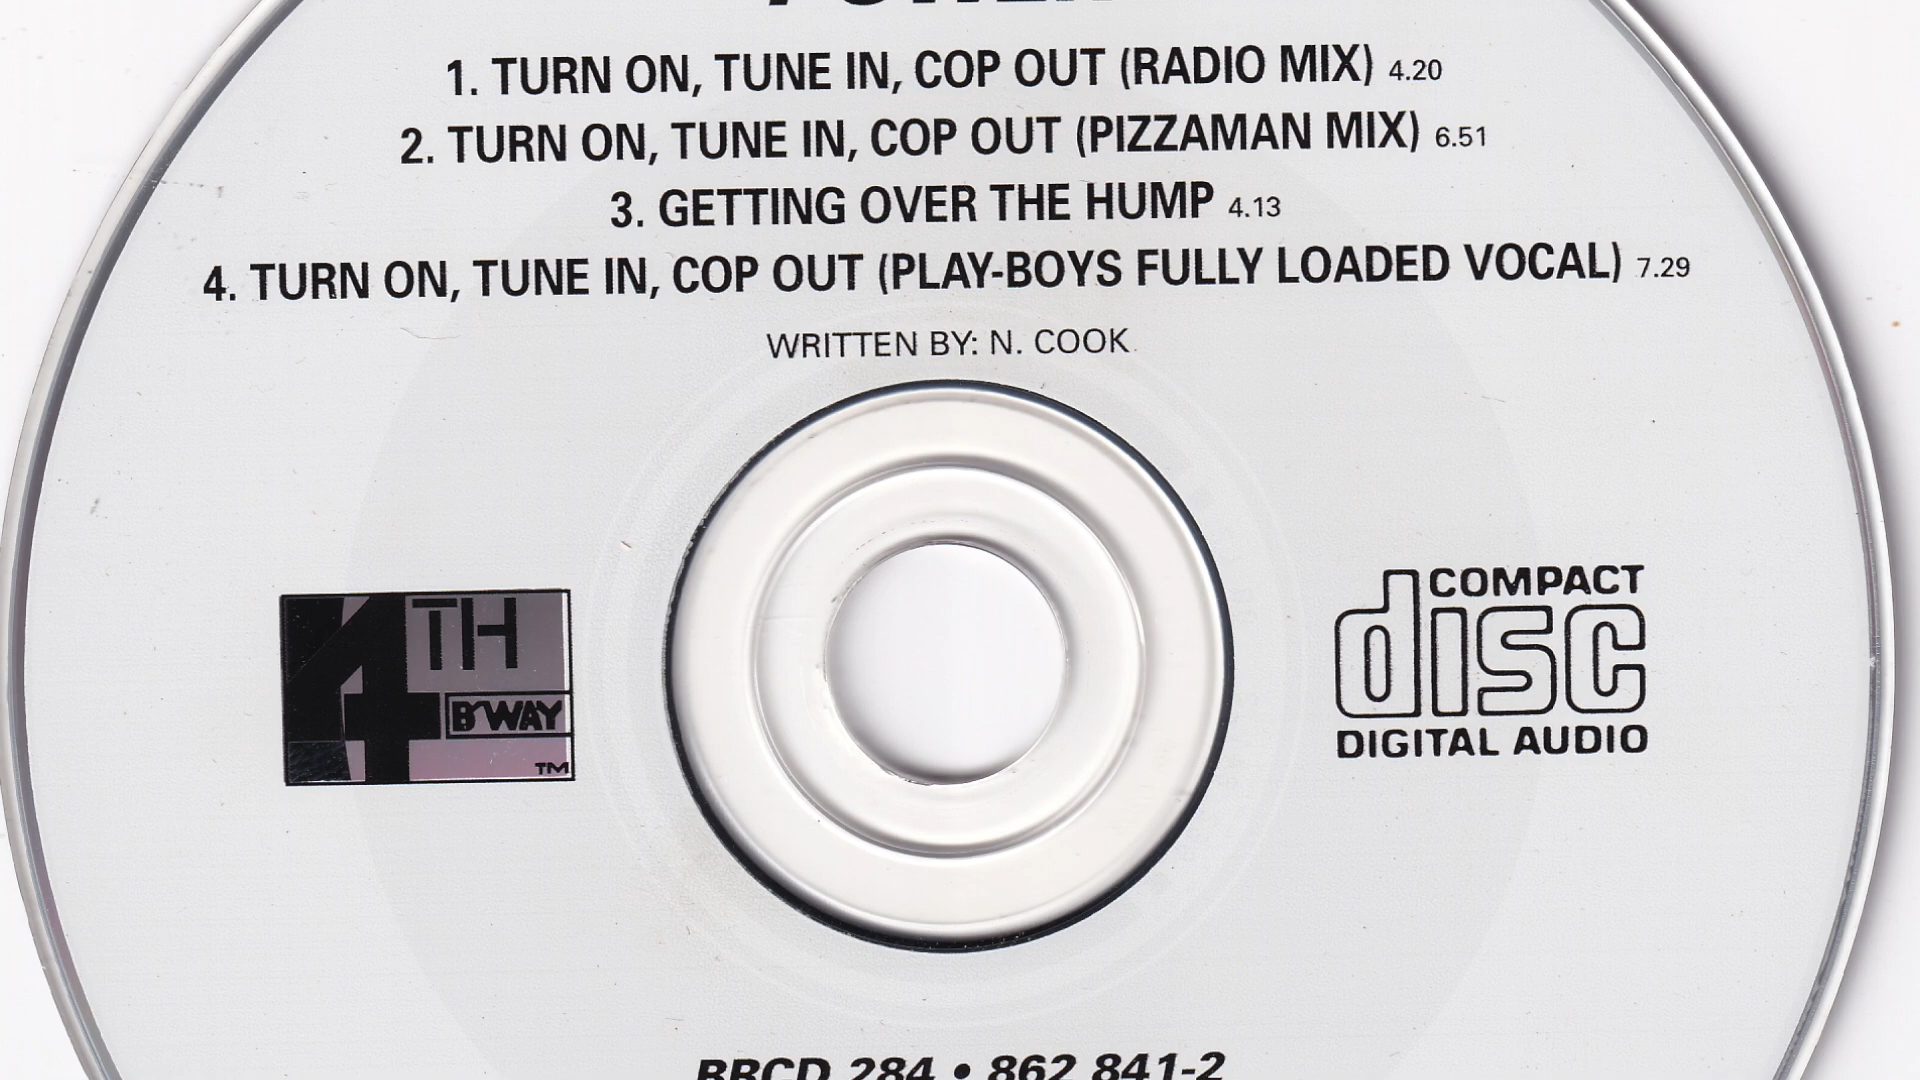 1. TURN ON, TUNE IN, COP OUT (RADIO MIX) 4.20
2. TURN ON, TUNE IN, COP OUT (PIZZAMAN MIX) 6.51
3. GETTING OVER THE HUMP 4.13
4. TURN ON, TUNE IN, COP OUT (PLAY-BOYS FULLY LOADED VOCAL) 7.29
WRITTEN BY: N. COOK
4TH
B'WAY
TM
COMPACT
disc
DIGITAL AUDIO
BRCD 284 • 862 841-2